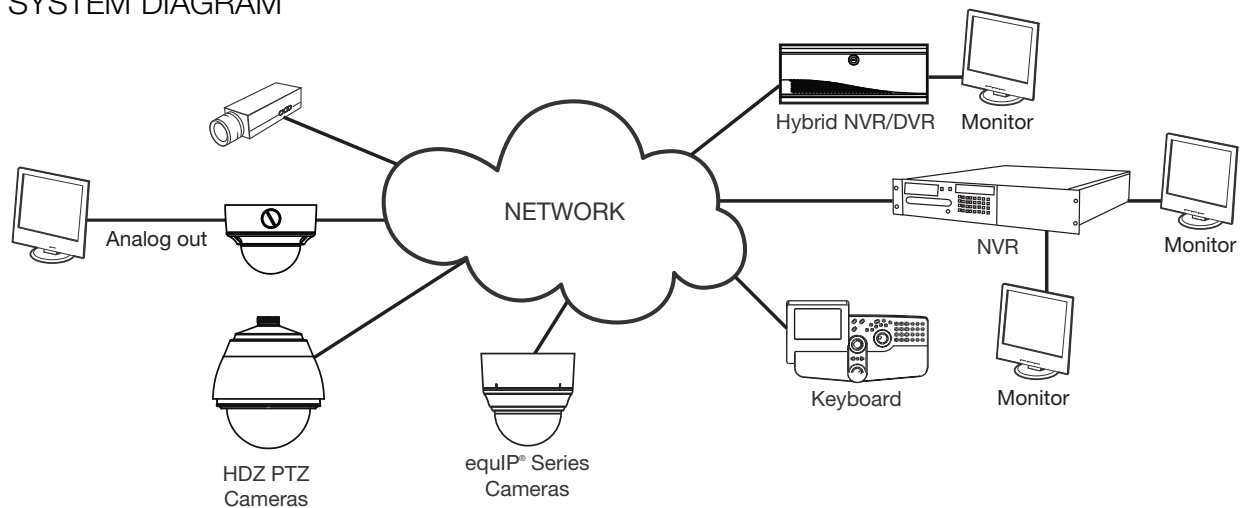 SYSTEM DIAGRAM
Hybrid NVR/DVR
Monitor
NETWORK
Analog out
NVR
Monitor
Keyboard
Monitor
HDZ PTZ
Cameras
equIP® Series
Cameras